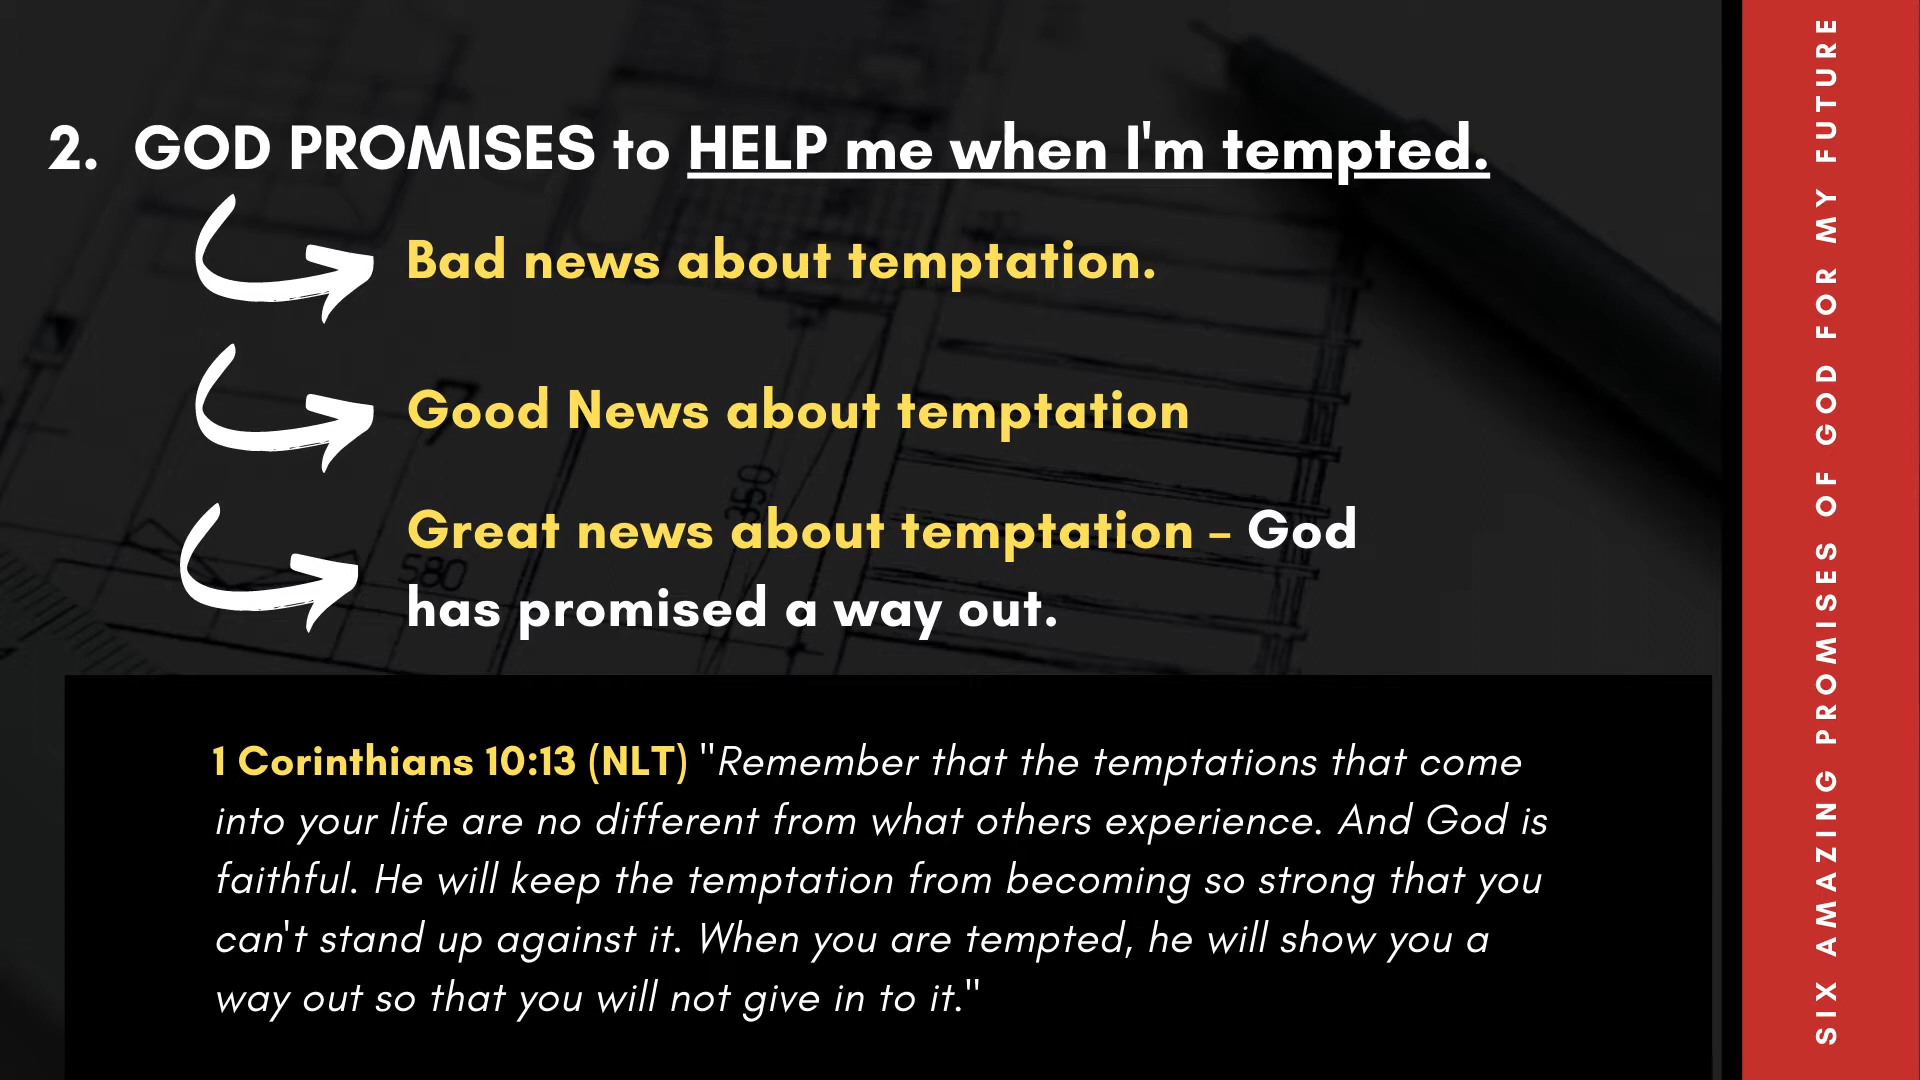 2. GOD PROMISES to HELP me when I'm tempted.
Bad news about temptation.
Good News about temptation
Great news about temptation – God
has promised a way out.
1 Corinthians 10:13 (NLT) "Remember that the temptations that come
into your life are no different from what others experience. And God is
faithful. He will keep the temptation from becoming so strong that you
can't stand up against it. When you are tempted, he will show you a
way out so that you will not give in to it."
SIX AMAZING PROMISES OF GOD FOR MY FUTURE
7
350
580